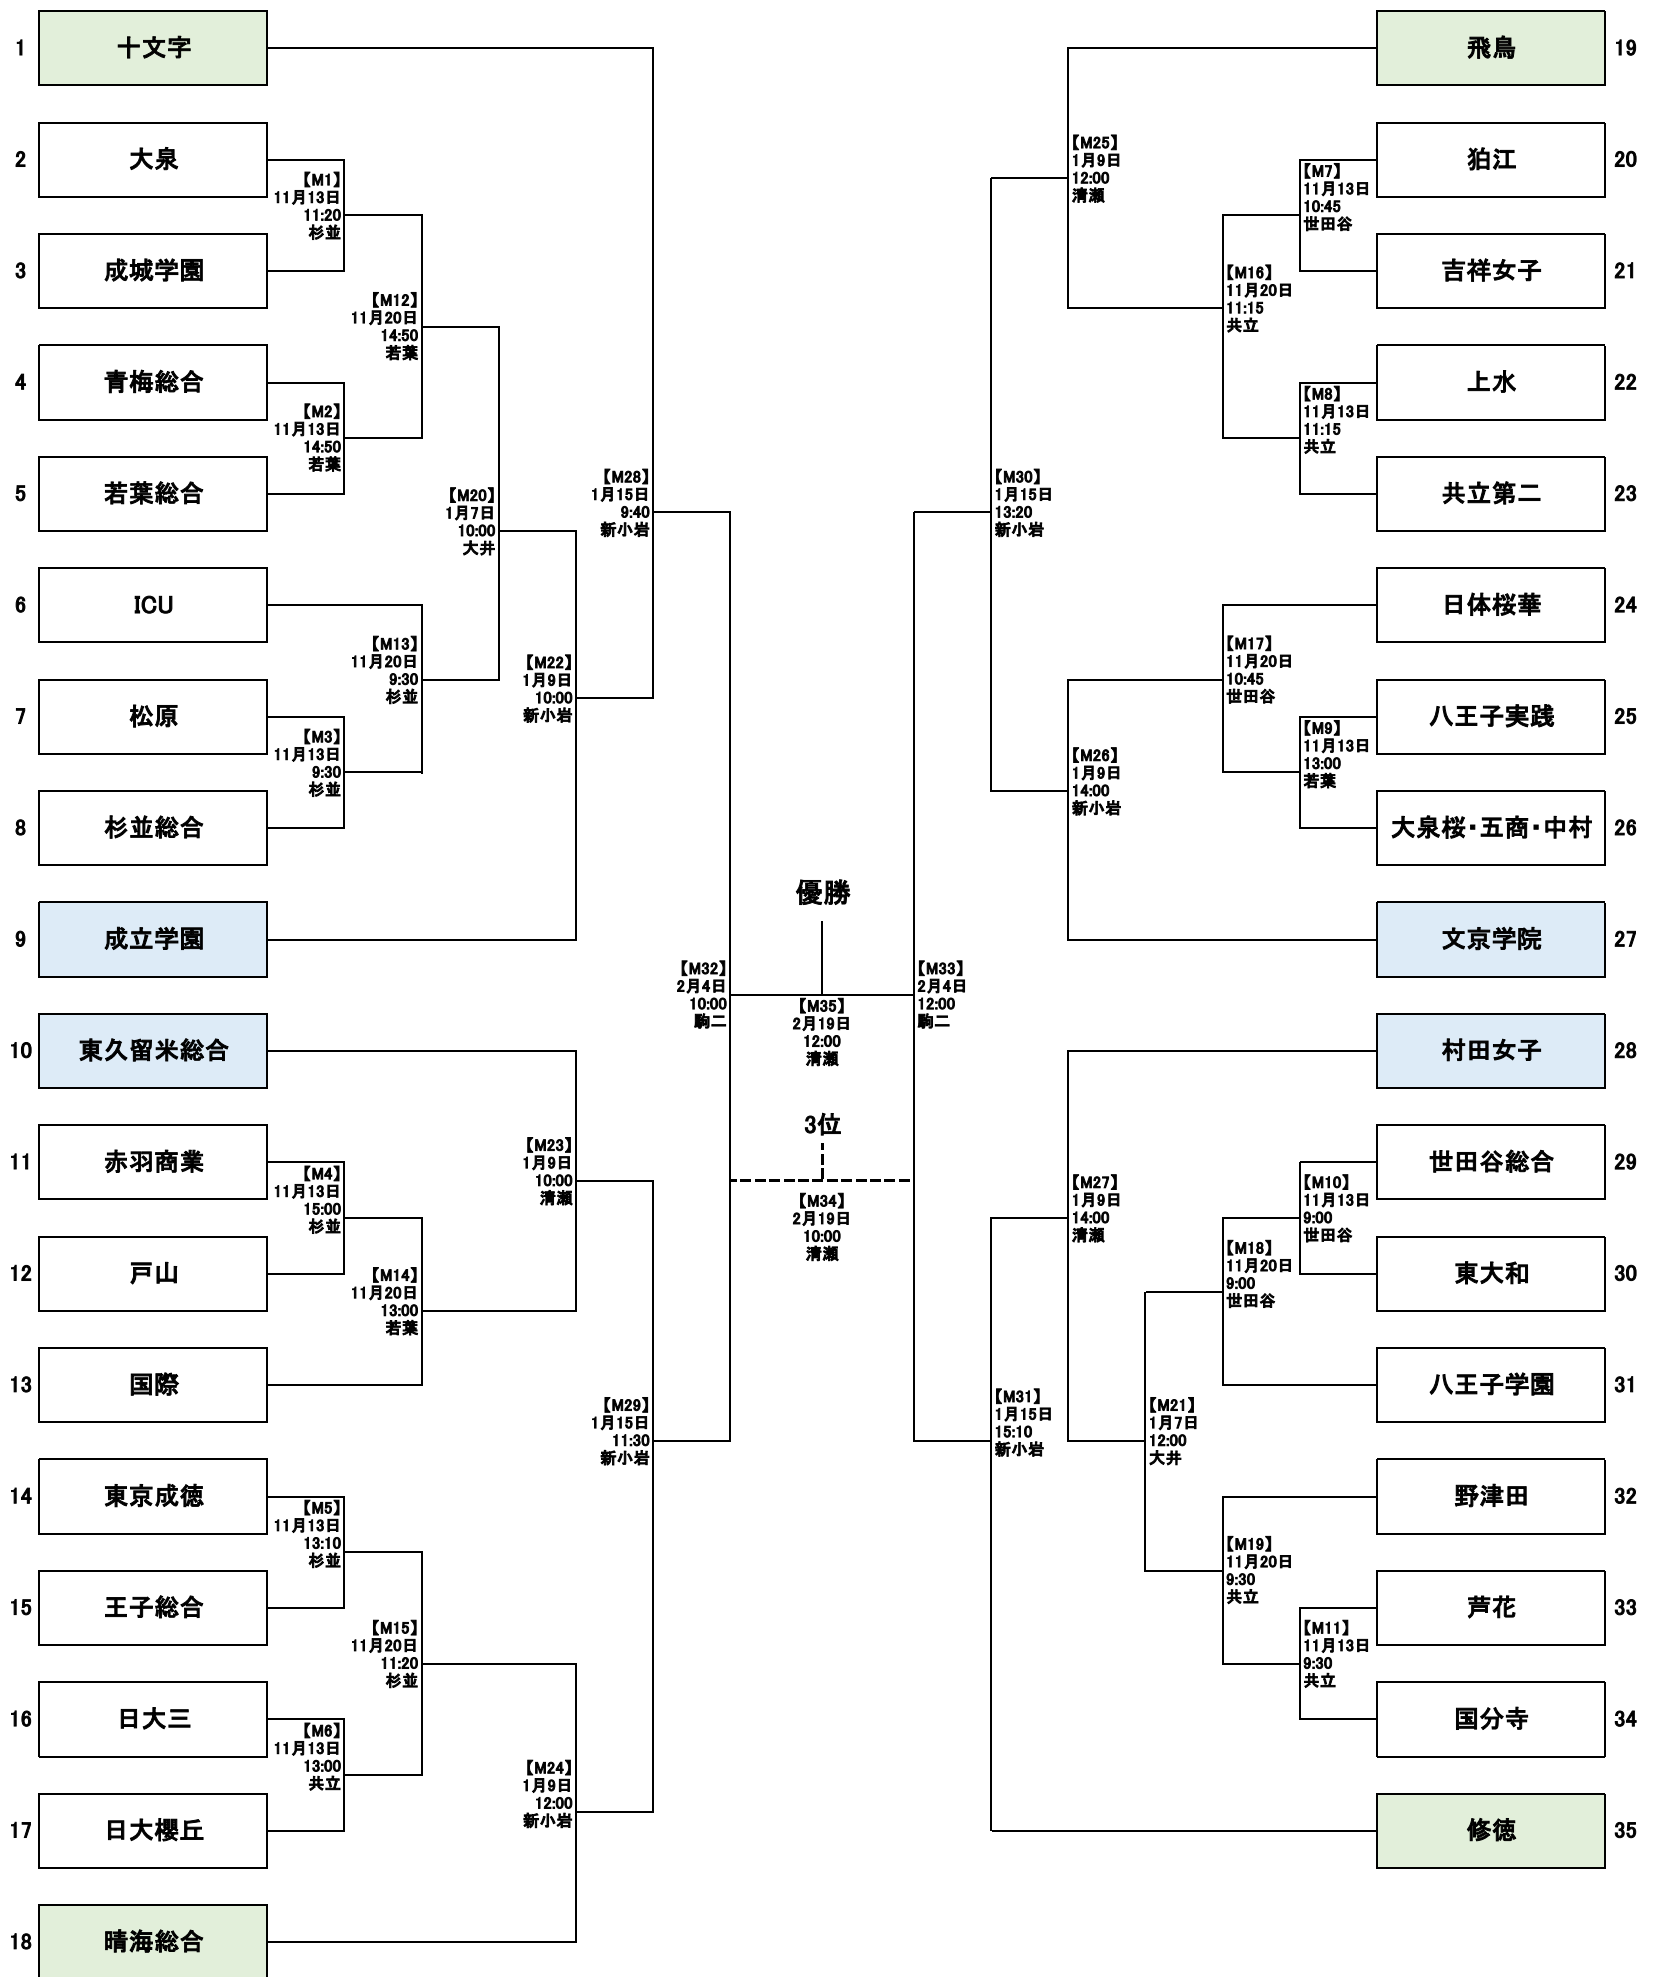 1 十文字
2 大泉
【M1】
11月13日
11:20
杉並
3 成城学園
【M12】
11月20日
14:50
若葉
4 青梅総合
【M2】
11月13日
14:50
若葉
5 若葉総合
【M20】
1月7日
10:00
大井
【M28】
1月15日
9:40
新小岩
6 ICU
【M13】
11月20日
9:30
杉並
【M22】
1月9日
10:00
新小岩
7 松原
【M3】
11月13日
9:30
杉並
8 杉並総合
9 成立学園
【M32】
2月4日
10:00
駒二
10 東久留米総合
11 赤羽商業
【M4】
11月13日
15:00
杉並
【M23】
1月9日
10:00
清瀬
12 戸山
【M14】
11月20日
13:00
若葉
13 国際
【M29】
1月15日
11:30
新小岩
14 東京成徳
【M5】
11月13日
13:10
杉並
15 王子総合
【M15】
11月20日
11:20
杉並
16 日大三
【M6】
11月13日
13:00
共立
17 日大櫻丘
【M24】
1月9日
12:00
新小岩
18 晴海総合
優勝
【M35】
2月19日
12:00
清瀬
3位
【M34】
2月19日
10:00
清瀬
飛鳥 19
【M25】
1月9日
12:00
清瀬
狛江 20
【M7】
11月13日
10:45
世田谷
吉祥女子 21
【M16】
11月20日
11:15
共立
上水 22
【M8】
11月13日
11:15
共立
共立第二 23
【M30】
1月15日
13:20
新小岩
日体桜華 24
【M17】
11月20日
10:45
世田谷
八王子実践 25
【M9】
11月13日
13:00
若葉
【M26】
1月9日
14:00
新小岩
大泉桜・五商・中村 26
文京学院 27
【M33】
2月4日
12:00
駒二
村田女子 28
世田谷総合 29
【M10】
11月13日
9:00
世田谷
【M27】
1月9日
14:00
清瀬
東大和 30
【M18】
11月20日
9:00
世田谷
八王子学園 31
【M31】
1月15日
15:10
新小岩
【M21】
1月7日
12:00
大井
野津田 32
【M19】
11月20日
9:30
共立
芦花 33
【M11】
11月13日
9:30
共立
国分寺 34
修徳 35